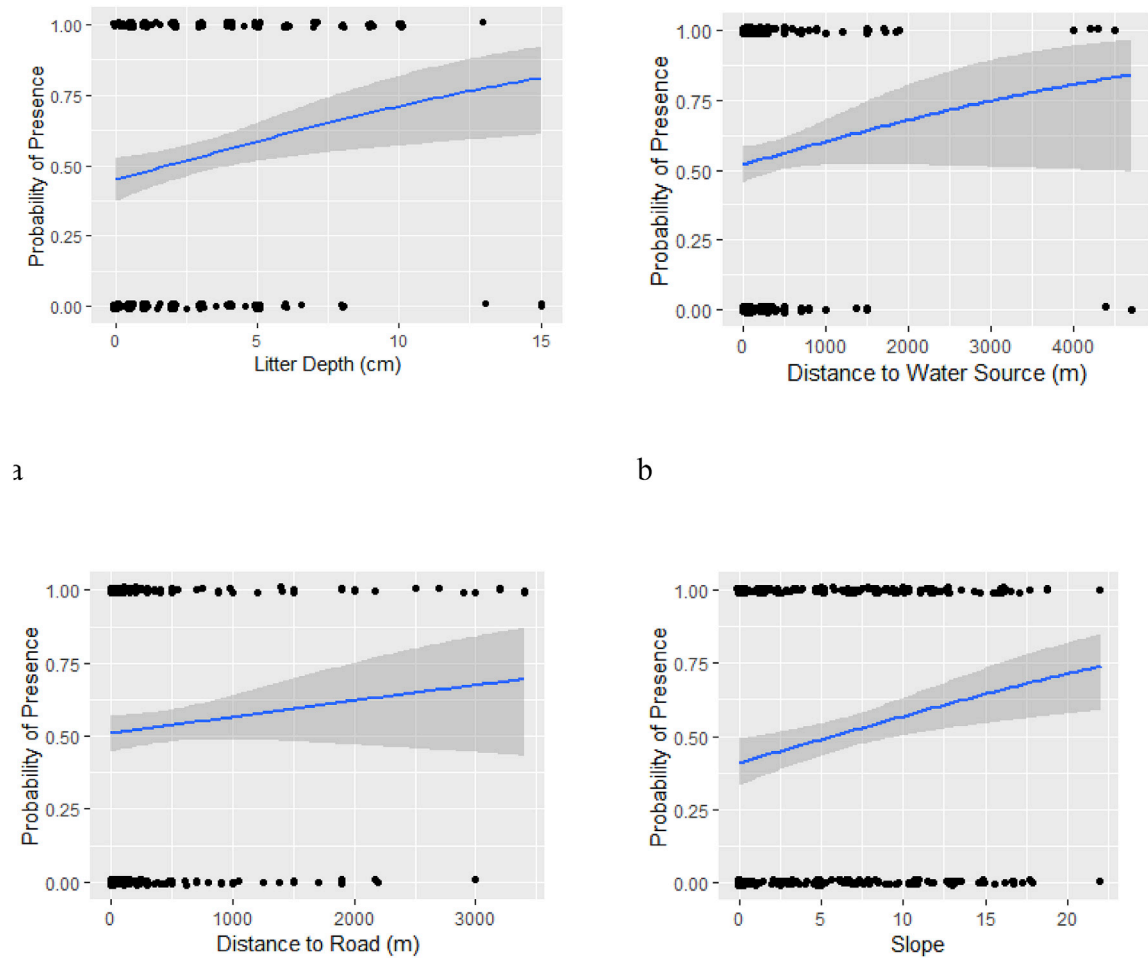 1.00
0.75
0.50
0.25
0.00
Probability of Presence
0 5 10 15
Litter Depth (cm)
1.00
0.75
0.50
0.25
0.00
Probability of Presence
0 1000 2000 3000 4000
Distance to Water Source (m)
a b
1.00
0.75
0.50
0.25
0.00
Probability of Presence
0 1000 2000 3000
Distance to Road (m)
1.00
0.75
0.50
0.25
0.00
Probability of Presence
0 5 10 15 20
Slope